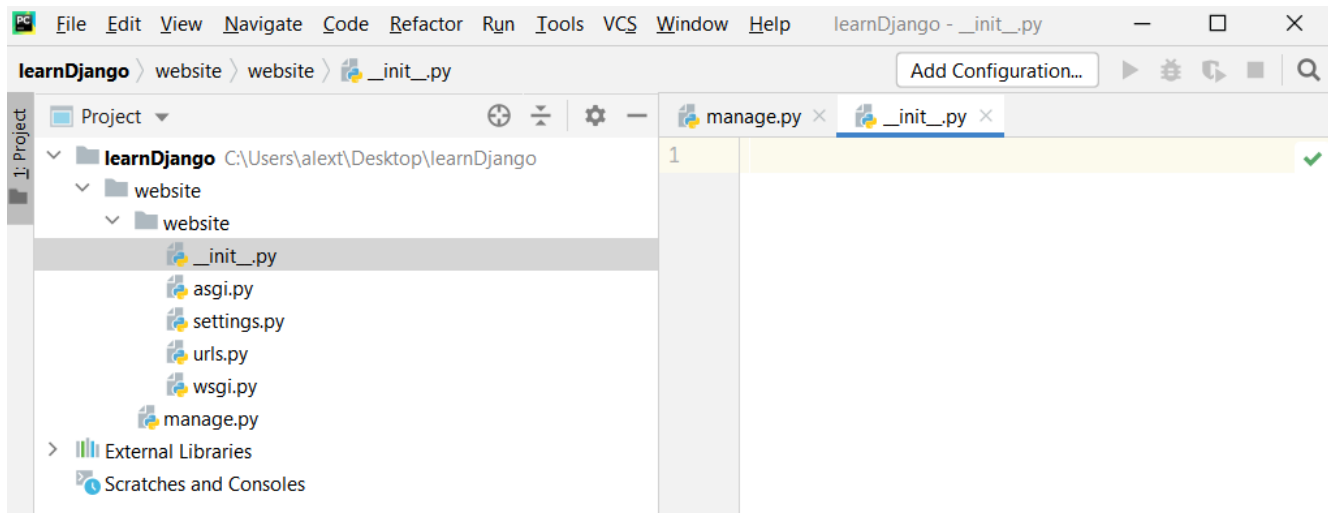 PC File Edit View Navigate Code Refactor Run Tools VCS Window Help learnDjango - __init__.py
learnDjango website website __init__.py Add Configuration...
1: Project
Project
manage.py __init__.py
learnDjango C:\Users\alext\Desktop\learnDjango
1
website
website
__init__.py
asgi.py
settings.py
urls.py
wsgi.py
manage.py
External Libraries
Scratches and Consoles